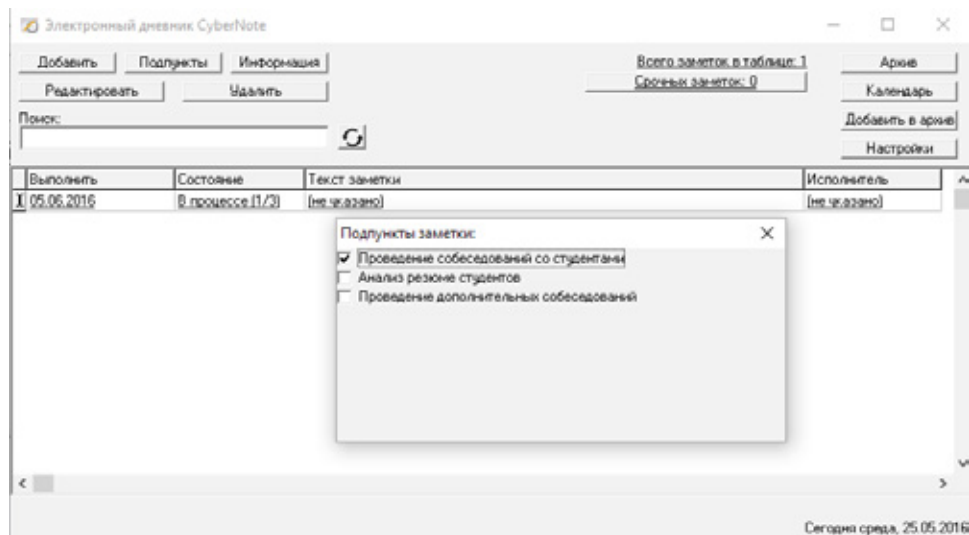 Электронный дневник CyberNote
Добавить Подпункты Информация
Всего заметок в таблице: 1
Архив
Редактировать Удалить
Срочных заметок: 0
Календарь
Поиск:
Добавить в архив
Настройки
Выполнить Состояние Текст заметки Исполнитель
05.06.2016 В процессе (1/3) (не указано) (не указано)
Подпункты заметки:
Проведение собеседований со студентами
Анализ резюме студентов
Проведение дополнительных собеседований
Сегодня среда, 25.05.2016